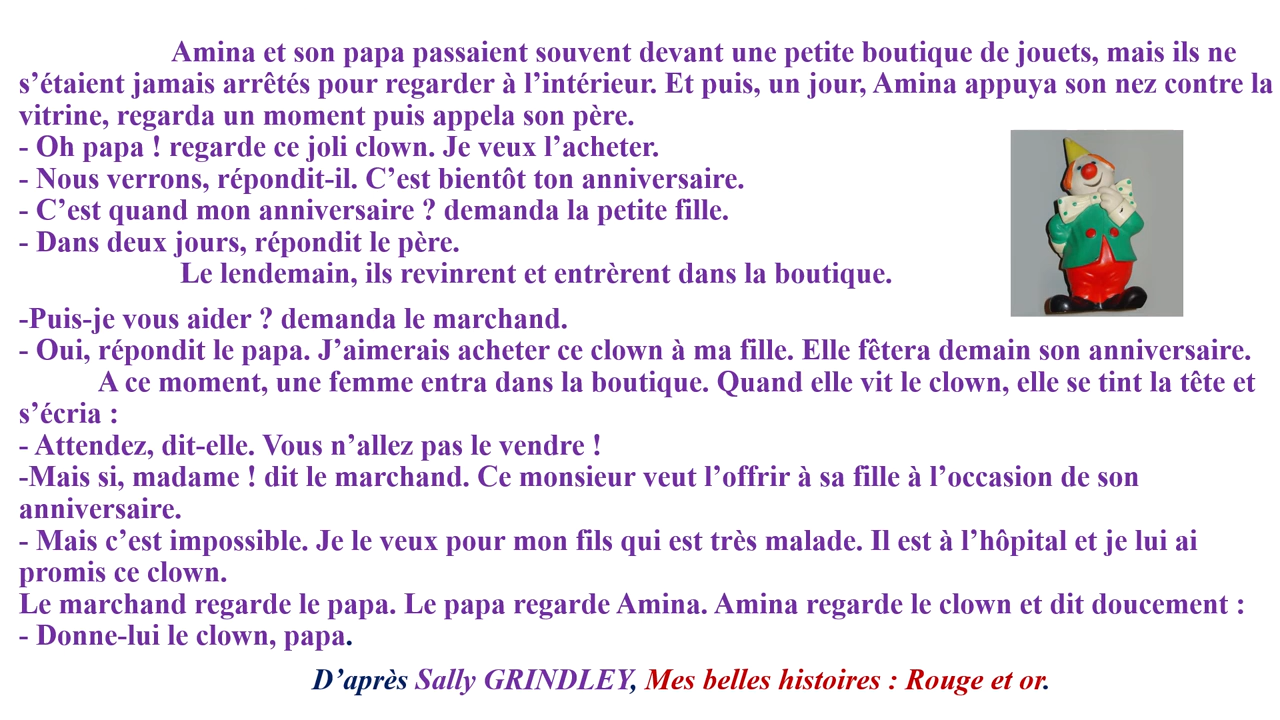 Amina et son papa passaient souvent devant une petite boutique de jouets, mais ils ne
s’étaient jamais arrêtés pour regarder à l’intérieur. Et puis, un jour, Amina appuya son nez contre la
vitrine, regarda un moment puis appela son père.
- Oh papa ! regarde ce joli clown. Je veux l’acheter.
- Nous verrons, répondit-il. C’est bientôt ton anniversaire.
- C’est quand mon anniversaire ? demanda la petite fille.
- Dans deux jours, répondit le père.
Le lendemain, ils revinrent et entrèrent dans la boutique.
-Puis-je vous aider ? demanda le marchand.
- Oui, répondit le papa. J’aimerais acheter ce clown à ma fille. Elle fêtera demain son anniversaire.
A ce moment, une femme entra dans la boutique. Quand elle vit le clown, elle se tint la tête et
s’écria :
- Attendez, dit-elle. Vous n’allez pas le vendre !
-Mais si, madame ! dit le marchand. Ce monsieur veut l’offrir à sa fille à l’occasion de son
anniversaire.
- Mais c’est impossible. Je le veux pour mon fils qui est très malade. Il est à l’hôpital et je lui ai
promis ce clown.
Le marchand regarde le papa. Le papa regarde Amina. Amina regarde le clown et dit doucement :
- Donne-lui le clown, papa.
D’après Sally GRINDLEY, Mes belles histoires : Rouge et or.